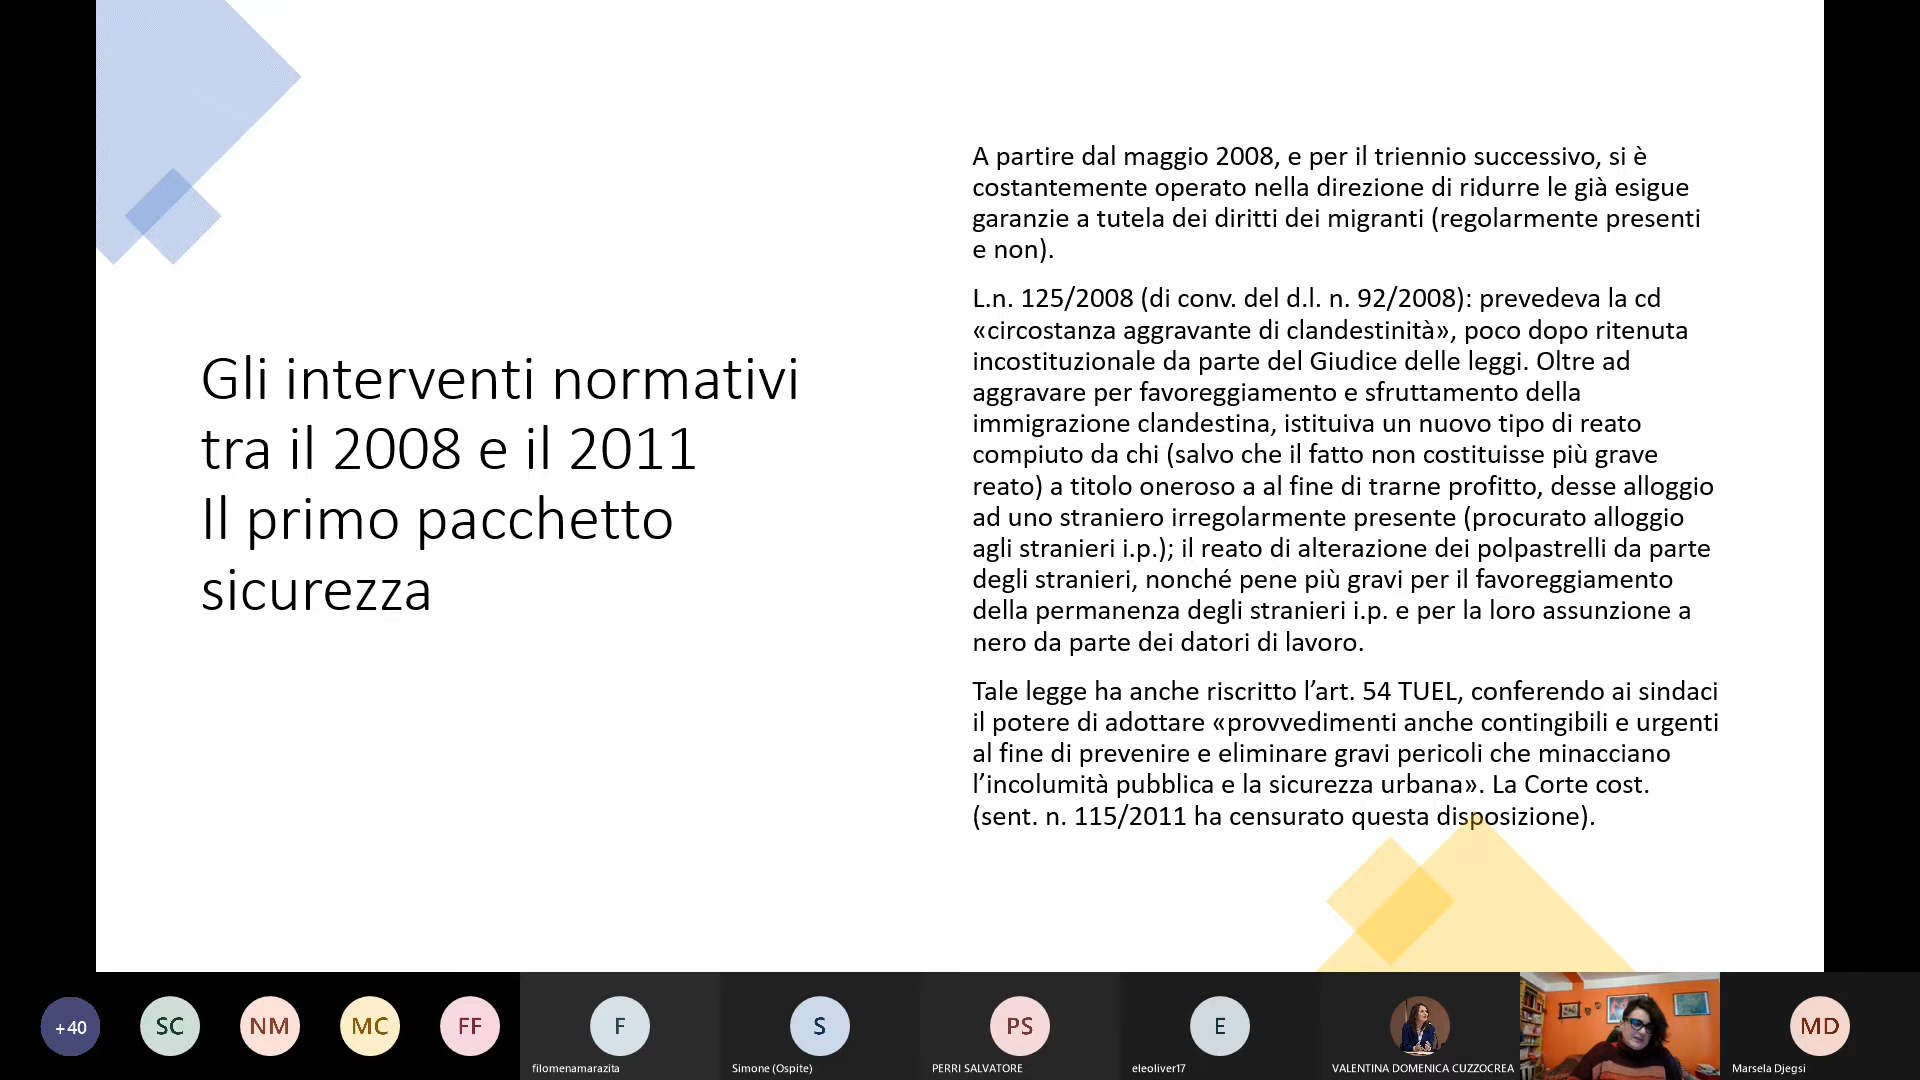 Gli interventi normativi
tra il 2008 e il 2011
Il primo pacchetto
sicurezza
A partire dal maggio 2008, e per il triennio successivo, si è
costantemente operato nella direzione di ridurre le già esigue
garanzie a tutela dei diritti dei migranti (regolarmente presenti
e non).
L.n. 125/2008 (di conv. del d.l. n. 92/2008): prevedeva la cd
«circostanza aggravante di clandestinità», poco dopo ritenuta
incostituzionale da parte del Giudice delle leggi. Oltre ad
aggravare per favoreggiamento e sfruttamento della
immigrazione clandestina, istituiva un nuovo tipo di reato
compiuto da chi (salvo che il fatto non costituisse più grave
reato) a titolo oneroso a al fine di trarne profitto, desse alloggio
ad uno straniero irregolarmente presente (procurato alloggio
agli stranieri i.p.); il reato di alterazione dei polpastrelli da parte
degli stranieri, nonché pene più gravi per il favoreggiamento
della permanenza degli stranieri i.p. e per la loro assunzione a
nero da parte dei datori di lavoro.
Tale legge ha anche riscritto l’art. 54 TUEL, conferendo ai sindaci
il potere di adottare «provvedimenti anche contingibili e urgenti
al fine di prevenire e eliminare gravi pericoli che minacciano
l’incolumità pubblica e la sicurezza urbana». La Corte cost.
(sent. n. 115/2011 ha censurato questa disposizione).
+40
SC
NM
MC
FF
F
filomenamarazita
S
Simone (Ospite)
PS
PERRI SALVATORE
E
eleoliver17
VALENTINA DOMENICA CUZZOCREA
MD
Marsela Djegsi